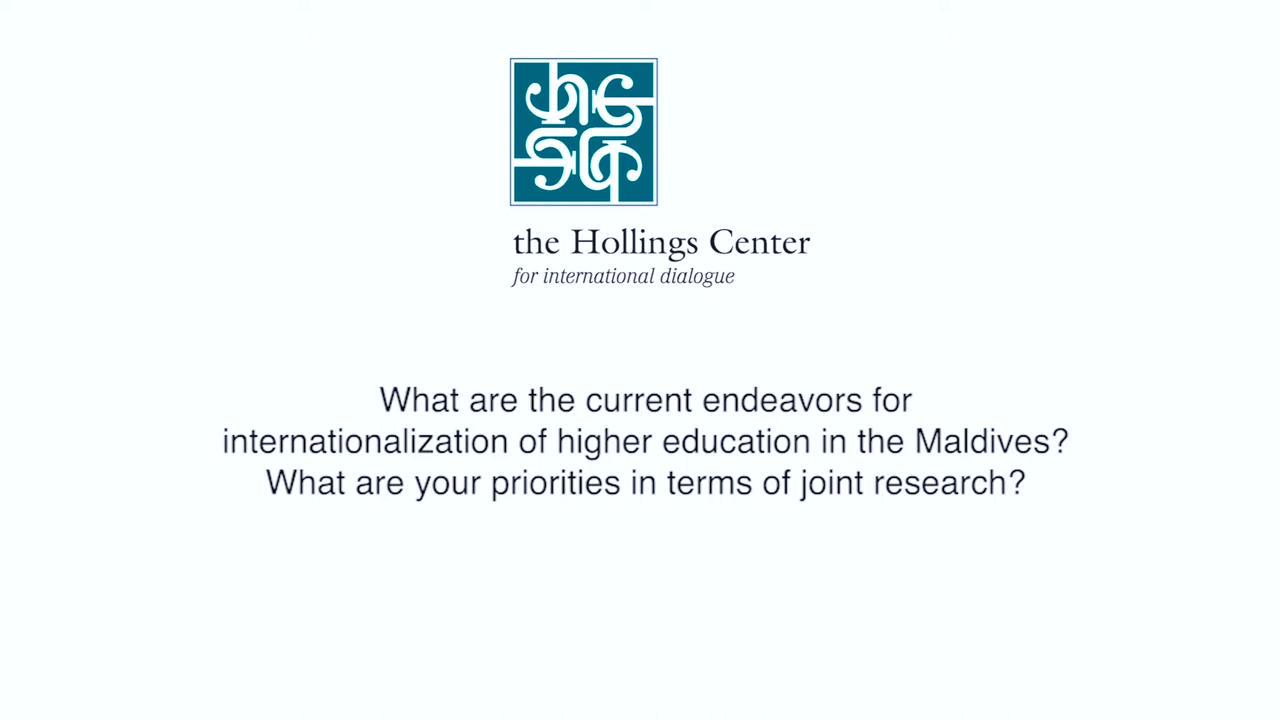 the Hollings Center
for international dialogue
What are the current endeavors for
internationalization of higher education in the Maldives?
What are your priorities in terms of joint research?